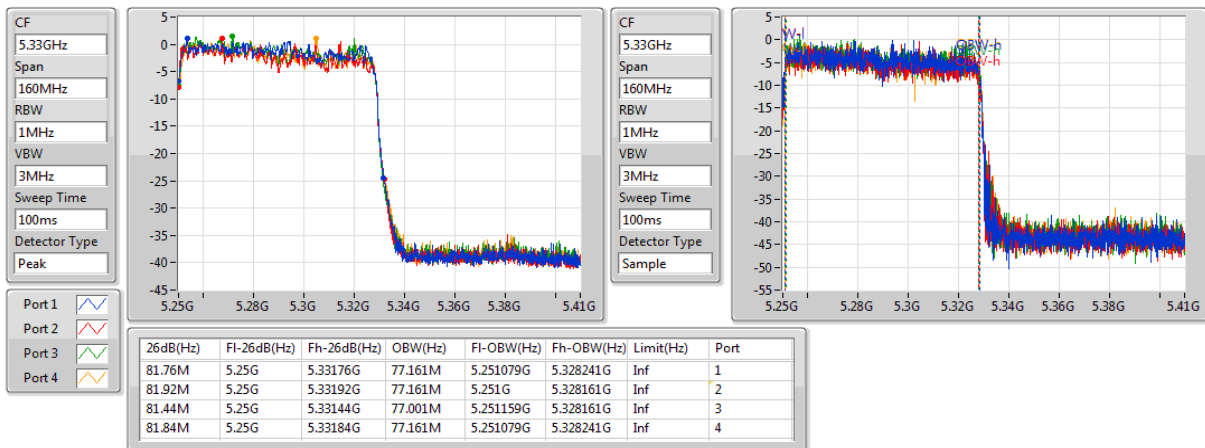 CF
5.33GHz
Span
160MHz
RBW
1MHz
VBW
3MHz
Sweep Time
100ms
Detector Type
Peak
5
0
-5
-10
-15
-20
-25
-30
-35
-40
-45
5.25G 5.28G 5.3G 5.32G 5.34G 5.36G 5.38G 5.41G
CF
5.33GHz
Span
160MHz
RBW
1MHz
VBW
3MHz
Sweep Time
100ms
Detector Type
Sample
5
0
-5
-10
-15
-20
-25
-30
-35
-40
-45
-50
-55
OBW-h
OBW-h
5.25G 5.28G 5.3G 5.32G 5.34G 5.36G 5.38G 5.41G
Port 1
Port 2
Port 3
Port 4
26dB(Hz) Fl-26dB(Hz) Fh-26dB(Hz) OBW(Hz) Fl-OBW(Hz) Fh-OBW(Hz) Limit(Hz) Port
81.76M 5.25G 5.33176G 77.161M 5.251079G 5.328241G Inf 1
81.92M 5.25G 5.33192G 77.161M 5.251G 5.328161G Inf 2
81.44M 5.25G 5.33144G 77.001M 5.251159G 5.328161G Inf 3
81.84M 5.25G 5.33184G 77.161M 5.251079G 5.328241G Inf 4